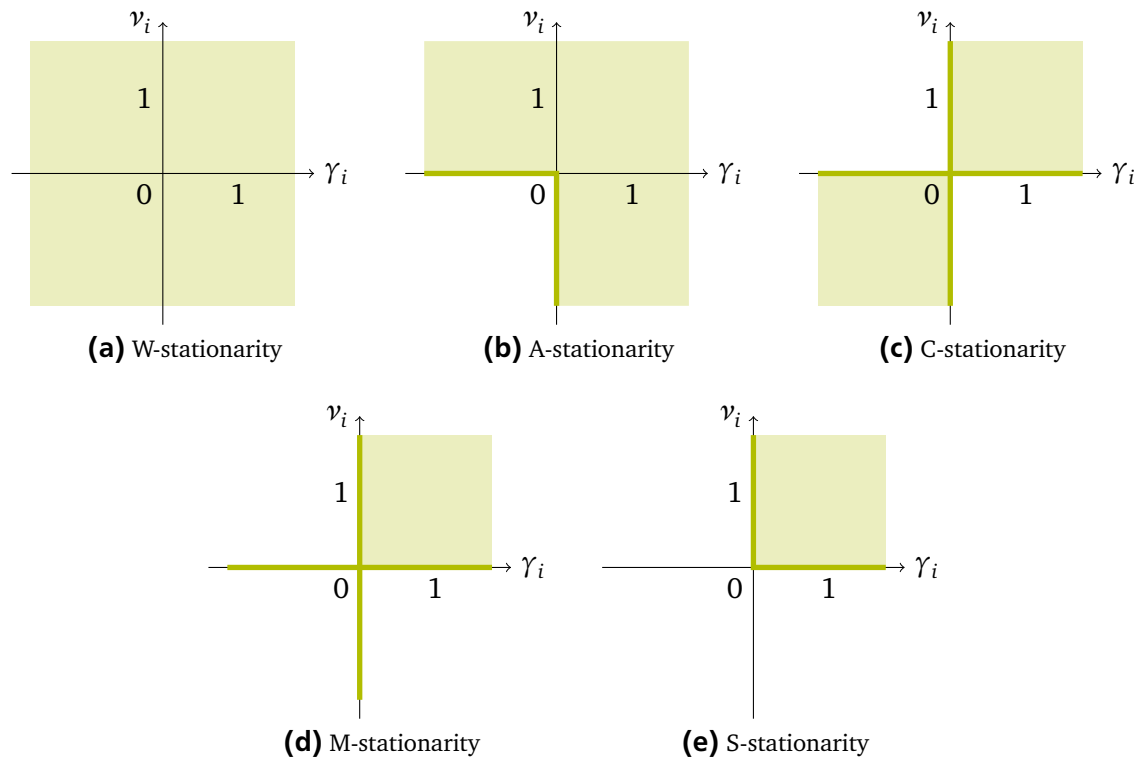 νᵢ νᵢ νᵢ
1 1 1
γᵢ γᵢ γᵢ
0 1 0 1 0 1
(a) W-stationarity (b) A-stationarity (c) C-stationarity
νᵢ νᵢ
1 1
γᵢ γᵢ
0 1 0 1
(d) M-stationarity (e) S-stationarity